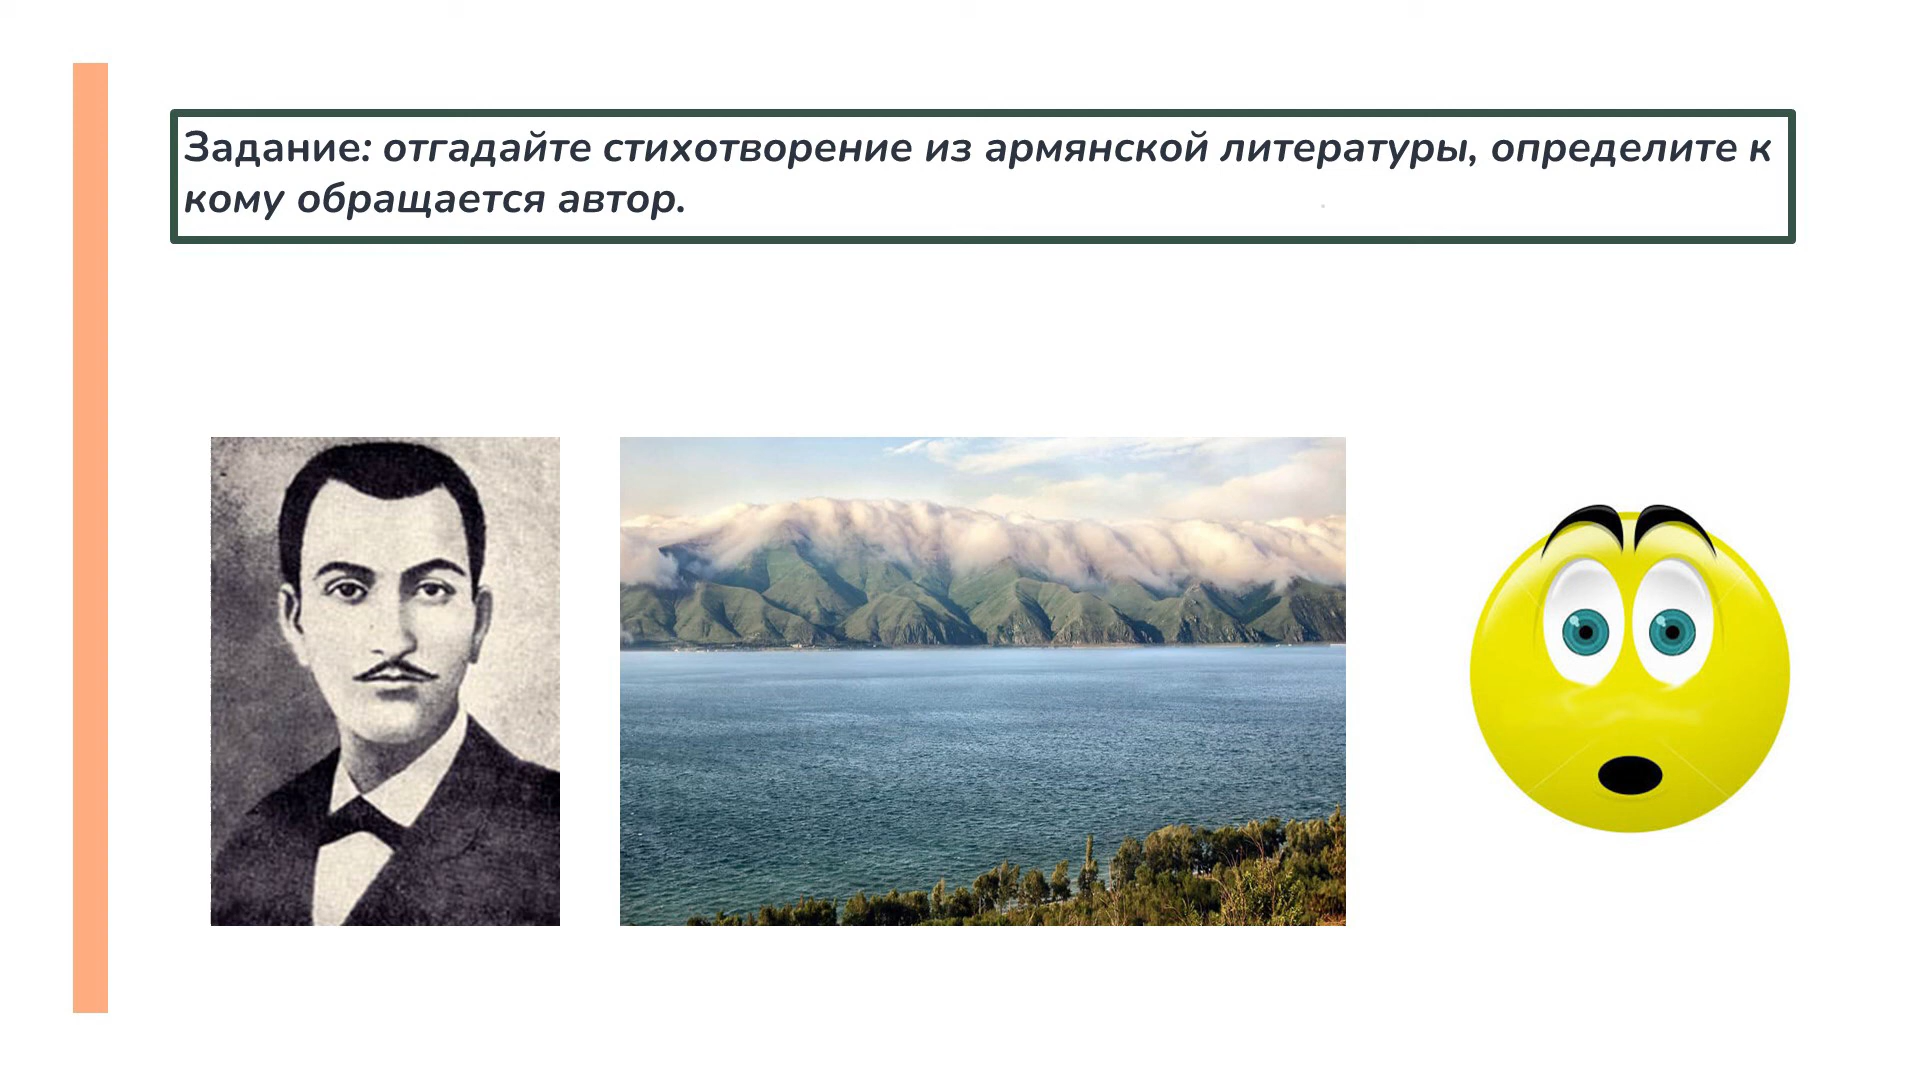 Задание: отгадайте стихотворение из армянской литературы, определите к
кому обращается автор.